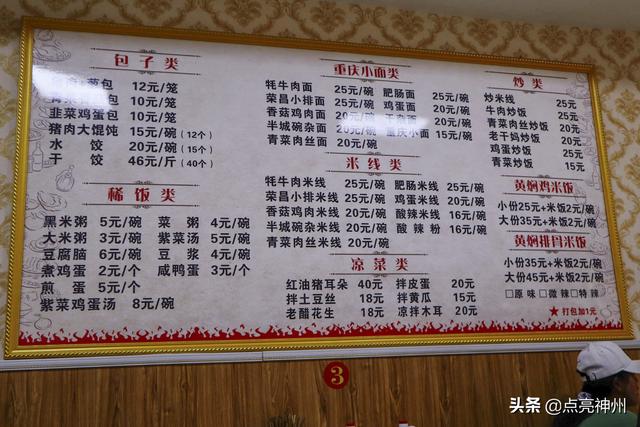 包子类
包 12元/笼
包 10元/笼
韭菜鸡蛋包 10元/笼
猪肉大馄饨 15元/碗(12个)
水饺 20元/碗(15个)
干饺 46元/斤(40个)
稀饭类
黑米粥 5元/碗 菜粥 4元/碗
大米粥 3元/碗 紫菜汤 5元/碗
豆腐脑 6元/碗 豆浆 4元/碗
煮鸡蛋 2元/个 咸鸭蛋 3元/个
煎蛋 5元/个
紫菜鸡蛋汤 8元/碗
重庆小面类
牦牛肉面 25元/碗 肥肠面 25元/碗
荣昌小排面 25元/碗 鸡蛋面 20元/碗
香菇鸡肉面 20元/碗 20元/碗
半城碗杂面 20元/碗 重庆小面 15元/碗
青菜肉丝面 20元/碗
米线类
牦牛肉米线 25元/碗 肥肠米线 25元/碗
荣昌小排米线 25元/碗 鸡蛋米线 20元/碗
香菇鸡肉米线 20元/碗 酸辣米线 16元/碗
半城碗杂米线 20元/碗 酸辣粉 16元/碗
青菜肉丝米线 20元/碗
凉菜类
红油猪耳朵 40元 拌皮蛋 20元
拌土豆丝 18元 拌黄瓜 15元
老醋花生 18元 凉拌木耳 20元
炒类
炒米线 25元
牛肉炒饭 25元
青菜肉丝炒饭 20元
老干妈炒饭 20元
鸡蛋炒饭 15元
青菜炒饭 15元
黄焖鸡米饭
小份25元+米饭2元/碗
大份35元+米饭2元/碗
黄焖排骨米饭
小份35元+米饭2元/碗
大份45元+米饭2元/碗
□原味□微辣□特辣
★打包加1元
3
头条 @点亮神州